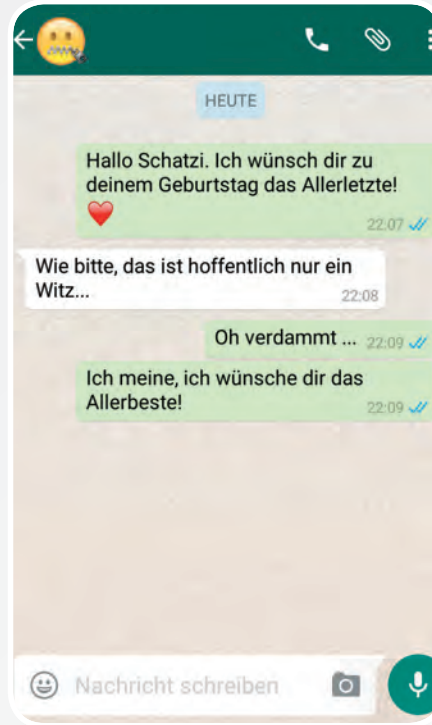 HEUTE
Hallo Schatzi. Ich wünsch dir zu
deinem Geburtstag das Allerletzte!
❤️
22:07
Wie bitte, das ist hoffentlich nur ein
Witz...
22:08
Oh verdammt ... 22:09
Ich meine, ich wünsche dir das
Allerbeste!
22:09
Nachricht schreiben